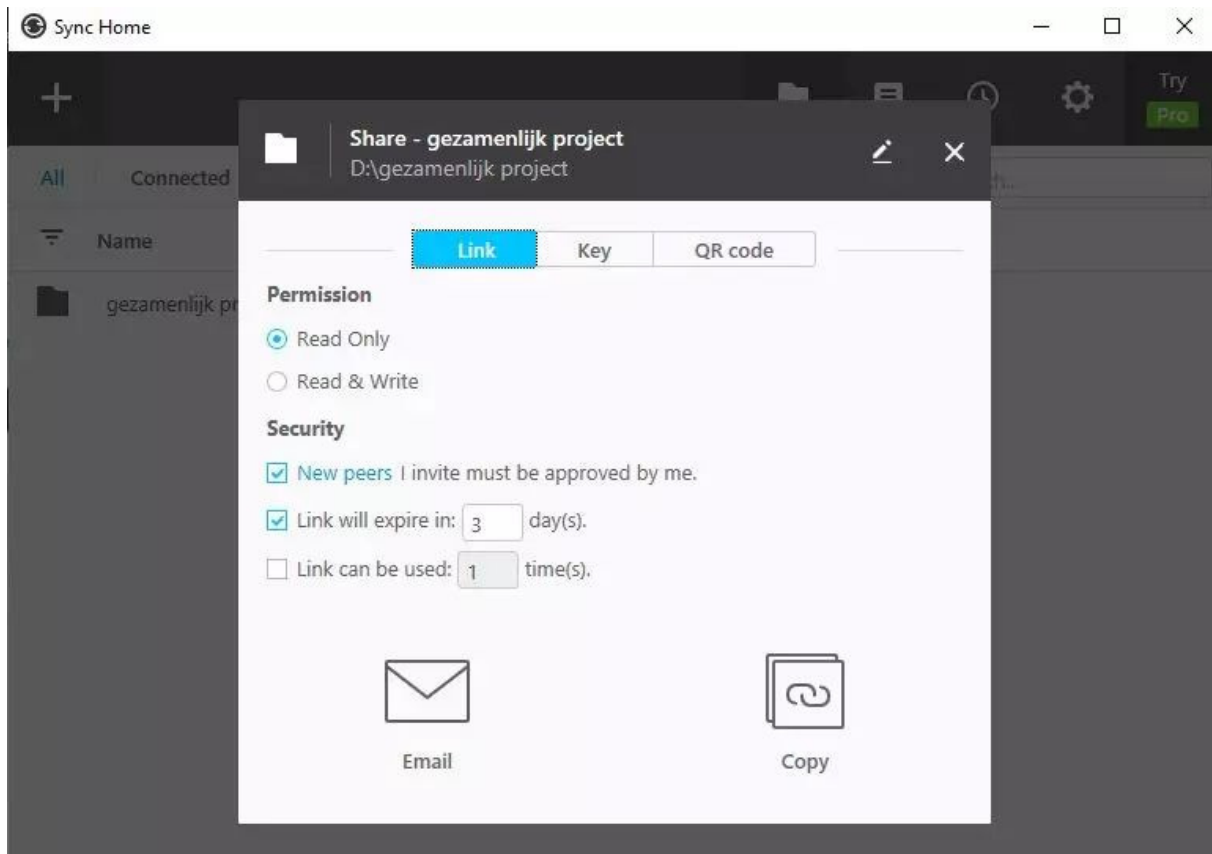 Sync Home
Try
Pro
Share - gezamenlijk project
D:\gezamenlijk project
All Connected
Name
Link Key QR code
gezamenlijk pr
Permission
Read Only
Read & Write
Security
New peers I invite must be approved by me.
Link will expire in: 3 day(s).
Link can be used: 1 time(s).
Email Copy